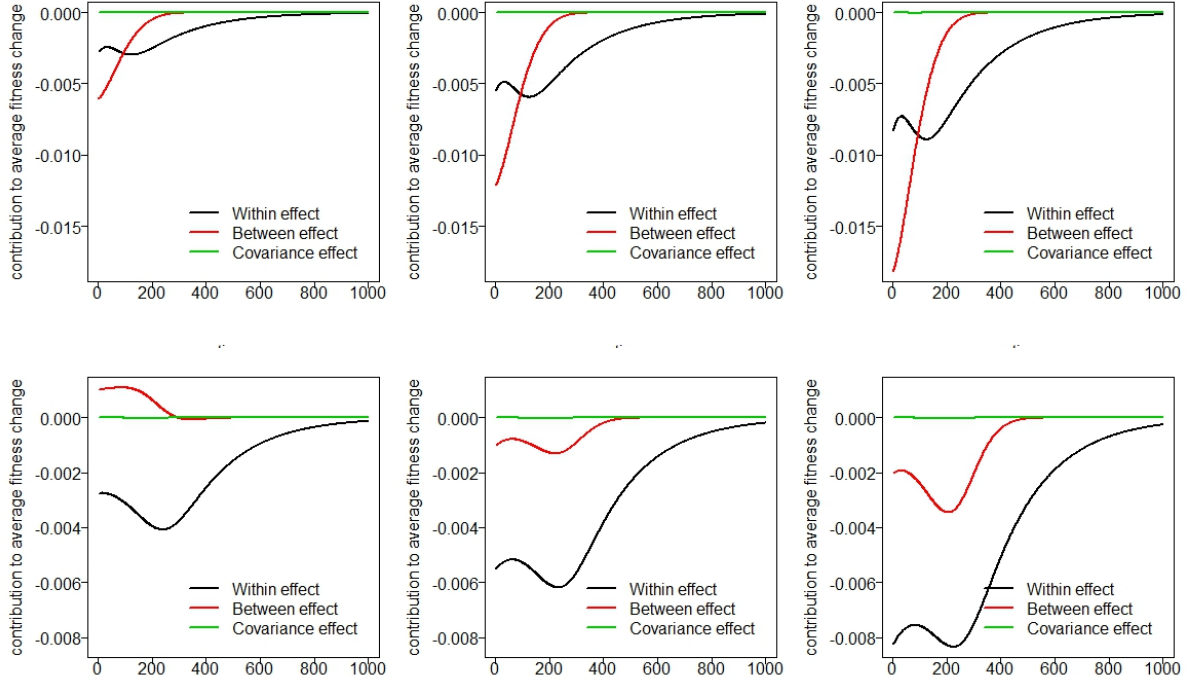 contribution to average fitness change
0.000
-0.005
-0.010
-0.015
Within effect
Between effect
Covariance effect
0 200 400 600 800 1000
contribution to average fitness change
0.000
-0.005
-0.010
-0.015
Within effect
Between effect
Covariance effect
0 200 400 600 800 1000
contribution to average fitness change
0.000
-0.005
-0.010
-0.015
Within effect
Between effect
Covariance effect
0 200 400 600 800 1000
contribution to average fitness change
0.000
-0.002
-0.004
-0.006
-0.008
Within effect
Between effect
Covariance effect
0 200 400 600 800 1000
contribution to average fitness change
0.000
-0.002
-0.004
-0.006
-0.008
Within effect
Between effect
Covariance effect
0 200 400 600 800 1000
contribution to average fitness change
0.000
-0.002
-0.004
-0.006
-0.008
Within effect
Between effect
Covariance effect
0 200 400 600 800 1000